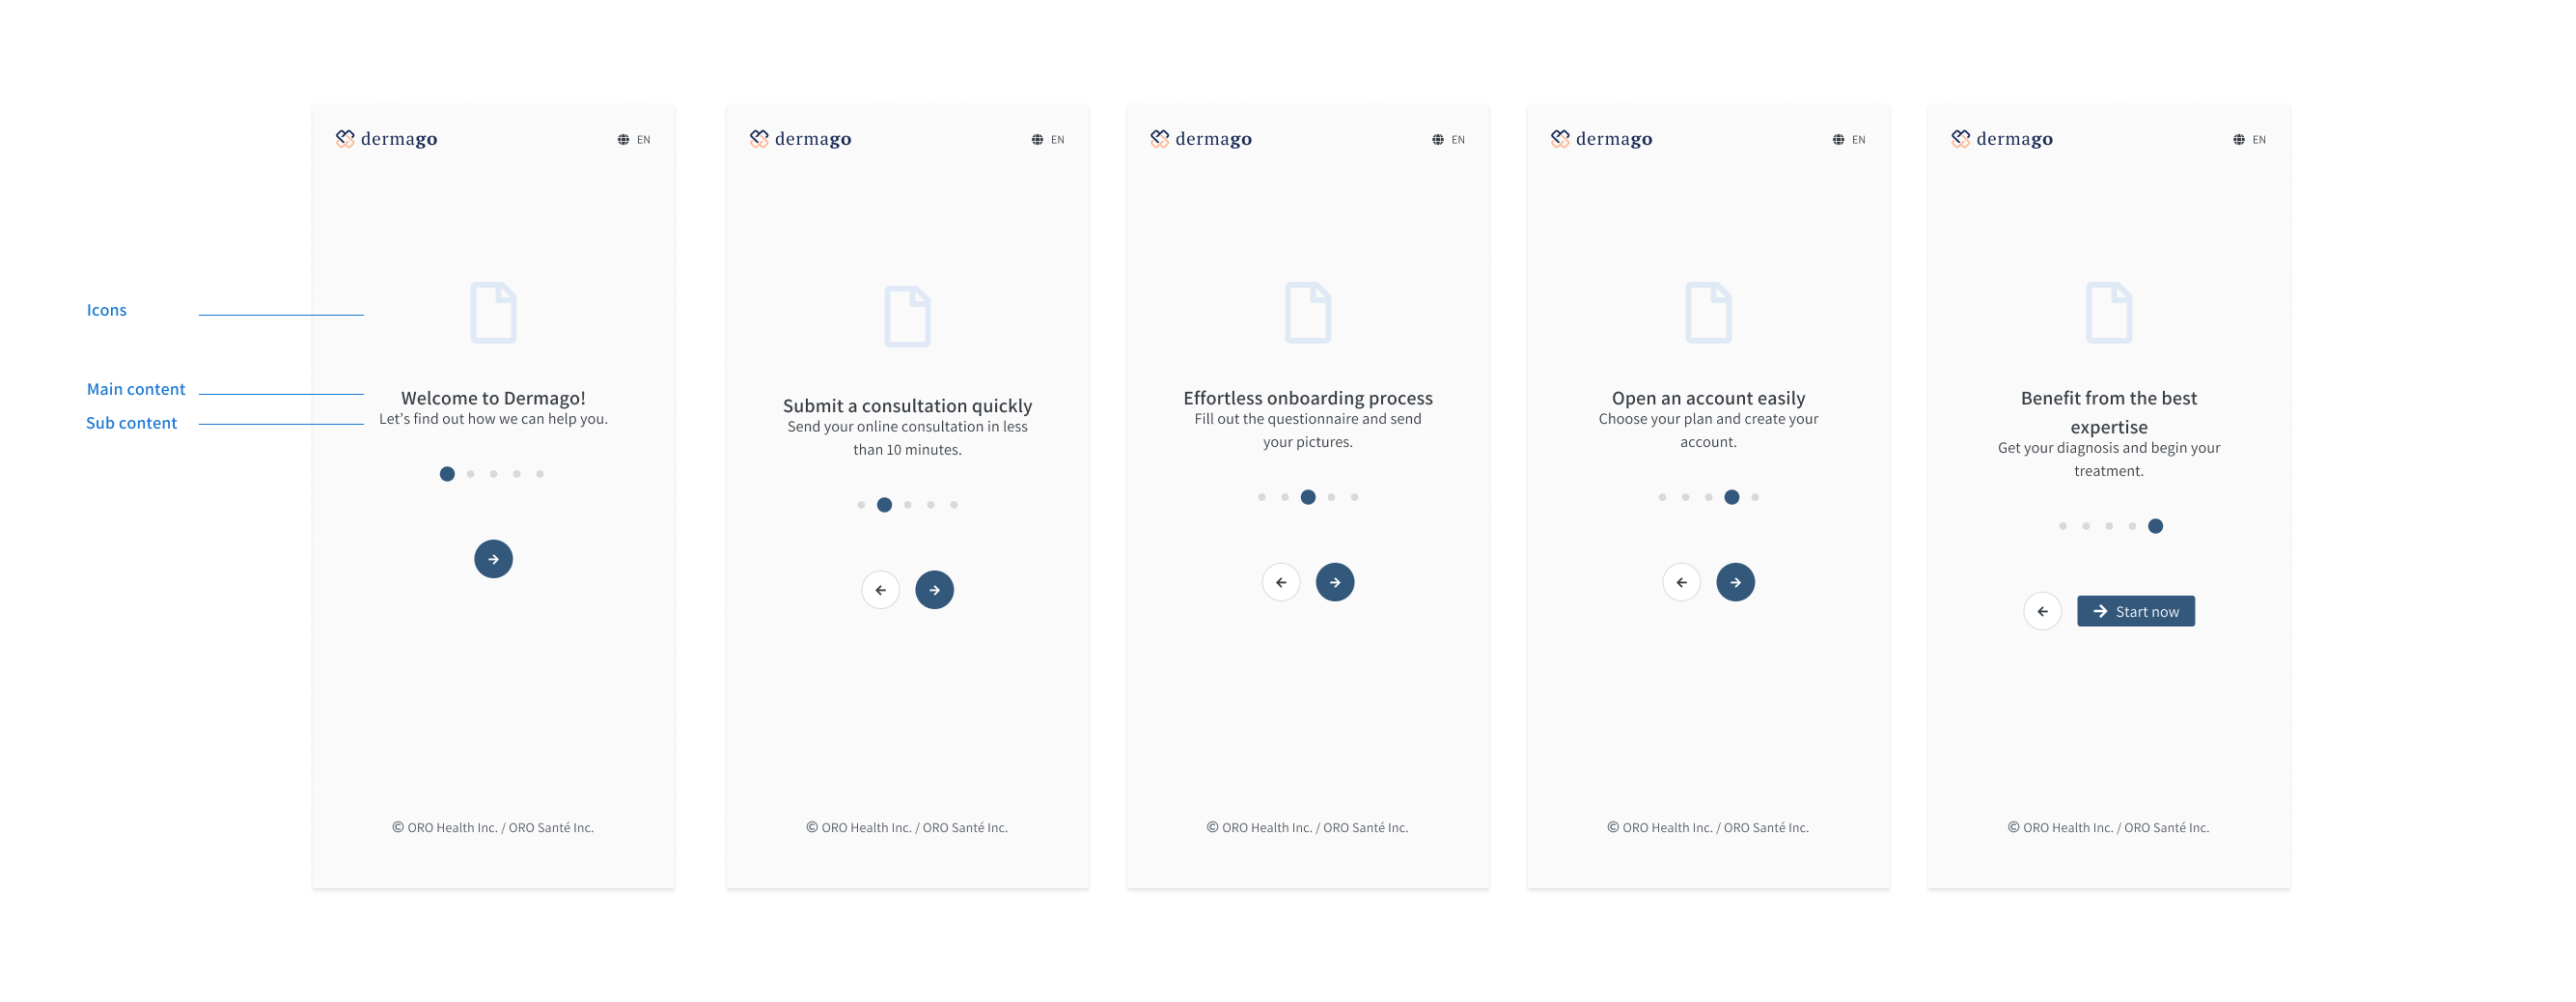 Icons
Main content
Sub content
dermago
EN
Welcome to Dermago!
Let's find out how we can help you.
© ORO Health Inc. / ORO Santé Inc.
dermago
EN
Submit a consultation quickly
Send your online consultation in less
than 10 minutes.
© ORO Health Inc. / ORO Santé Inc.
dermago
EN
Effortless onboarding process
Fill out the questionnaire and send
your pictures.
© ORO Health Inc. / ORO Santé Inc.
dermago
EN
Open an account easily
Choose your plan and create your
account.
© ORO Health Inc. / ORO Santé Inc.
dermago
EN
Benefit from the best
expertise
Get your diagnosis and begin your
treatment.
Start now
© ORO Health Inc. / ORO Santé Inc.